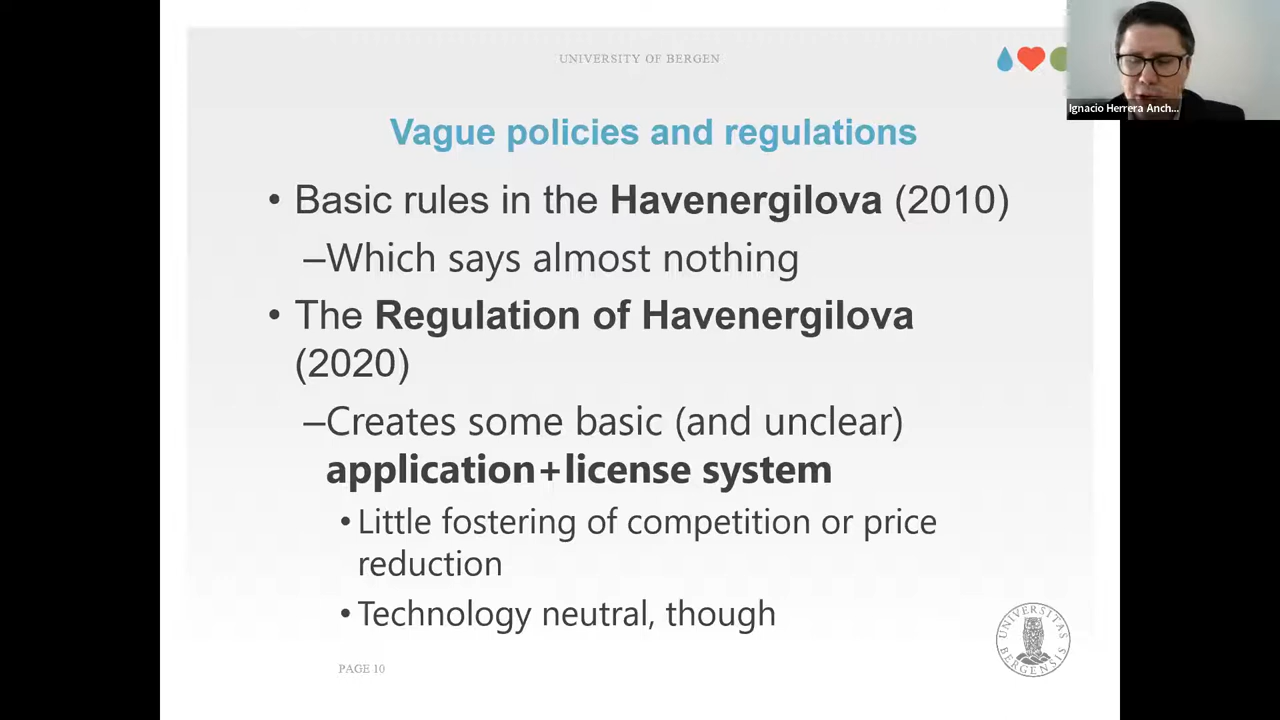 UNIVERSITY OF BERGEN
Ignacio Herrera Anch...
Vague policies and regulations
• Basic rules in the Havenergilova (2010)
–Which says almost nothing
• The Regulation of Havenergilova
(2020)
–Creates some basic (and unclear)
application+license system
• Little fostering of competition or price
reduction
• Technology neutral, though
UNIVERSITAS
BERGENSIS
PAGE 10